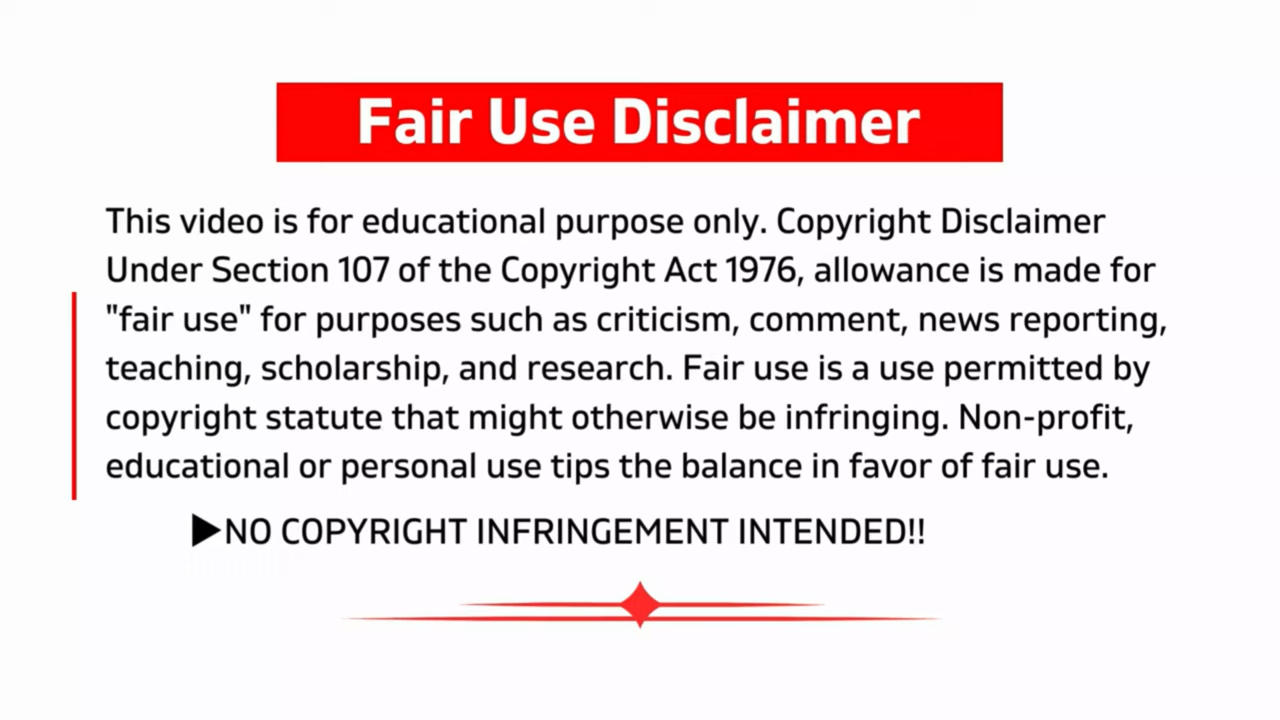 Fair Use Disclaimer
This video is for educational purpose only. Copyright Disclaimer
Under Section 107 of the Copyright Act 1976, allowance is made for
"fair use" for purposes such as criticism, comment, news reporting,
teaching, scholarship, and research. Fair use is a use permitted by
copyright statute that might otherwise be infringing. Non-profit,
educational or personal use tips the balance in favor of fair use.
▶NO COPYRIGHT INFRINGEMENT INTENDED!!